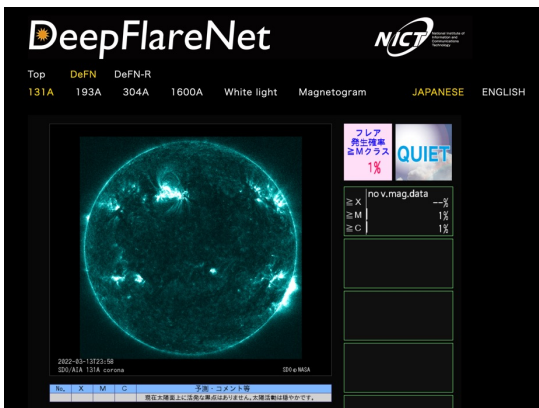 DeepFlareNet
NICT National Institute of Information and Communications Technology
Top DeFN DeFN-R
131A 193A 304A 1600A White light Magnetogram JAPANESE ENGLISH
フレア
発生確率
≧Mクラス
1%
QUIET
no v.mag.data
≧X --%
≧M 1%
≧C 1%
2022-03-13T23:58
SDO/AIA 131A corona SDO NASA
No. X M C 予測・コメント等
現在太陽面上に活発な黒点はありません。太陽活動は穏やかです。